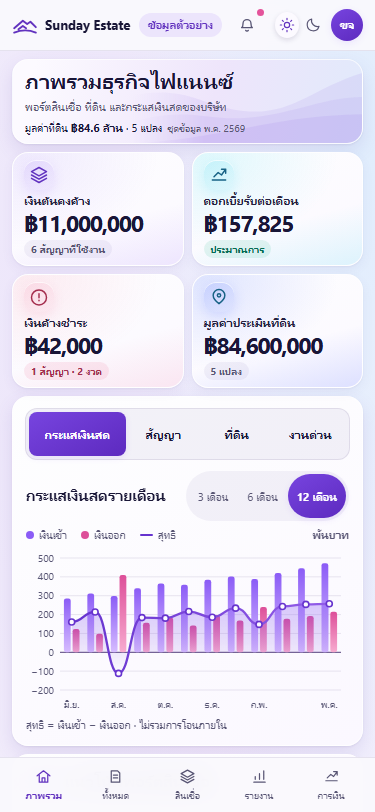 Sunday Estate ข้อมูลตัวอย่าง ขจ
ภาพรวมธุรกิจไฟแนนซ์
พอร์ตสินเชื่อ ที่ดิน และกระแสเงินสดของบริษัท
มูลค่าที่ดิน ฿84.6 ล้าน · 5 แปลง ชุดข้อมูล พ.ค. 2569
เงินต้นคงค้าง
฿11,000,000
6 สัญญาที่ใช้งาน
ดอกเบี้ยรับต่อเดือน
฿157,825
ประมาณการ
เงินค้างชำระ
฿42,000
1 สัญญา · 2 งวด
มูลค่าประเมินที่ดิน
฿84,600,000
5 แปลง
กระแสเงินสด สัญญา ที่ดิน งานด่วน
กระแสเงินสดรายเดือน 3 เดือน 6 เดือน 12 เดือน
เงินเข้า เงินออก สุทธิ พันบาท
500
400
300
200
100
0
−100
−200
มิ.ย. ส.ค. ต.ค. ธ.ค. ก.พ. พ.ค.
สุทธิ = เงินเข้า − เงินออก · ไม่รวมการโอนภายใน
ภาพรวม ทั้งหมด สินเชื่อ รายงาน การเงิน